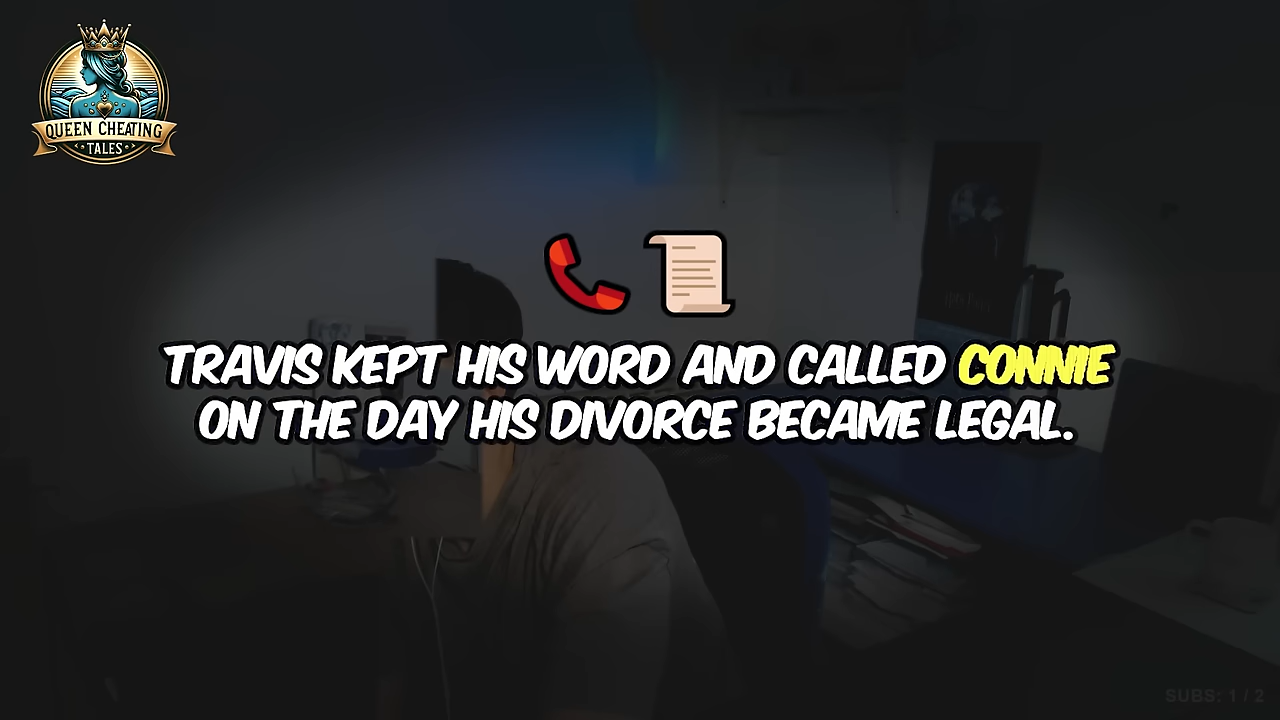 QUEEN CHEATING
TALES
TRAVIS KEPT HIS WORD AND CALLED CONNIE
ON THE DAY HIS DIVORCE BECAME LEGAL.
SUBS: 1 / 2